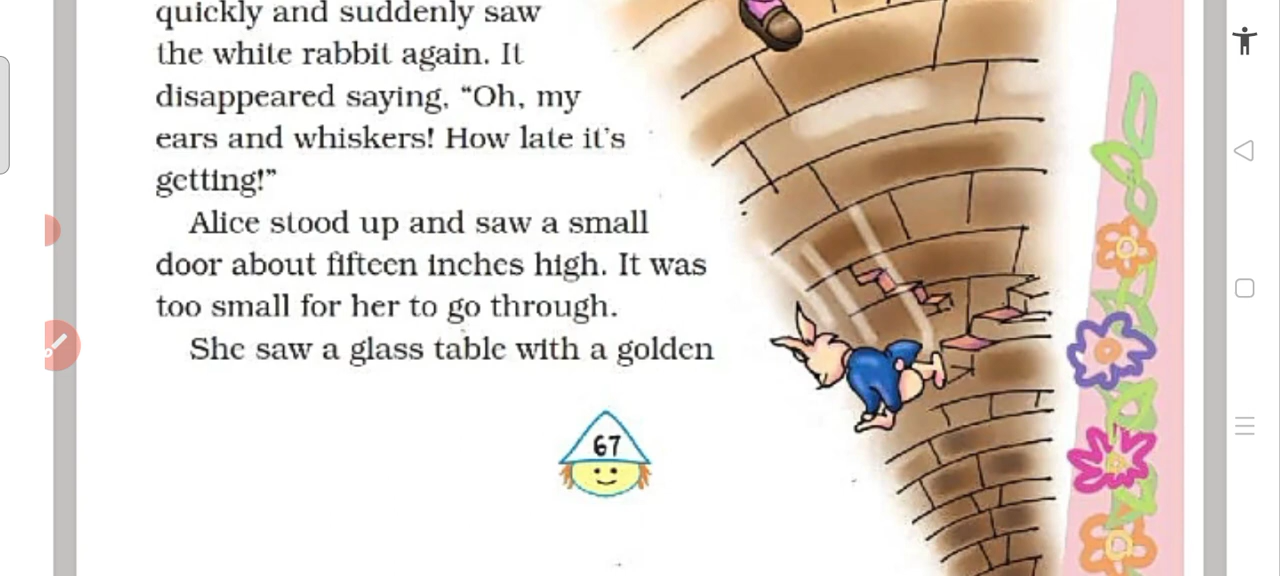 quickly and suddenly saw
the white rabbit again. It
disappeared saying, “Oh, my
ears and whiskers! How late it’s
getting!”
Alice stood up and saw a small
door about fifteen inches high. It was
too small for her to go through.
She saw a glass table with a golden
67